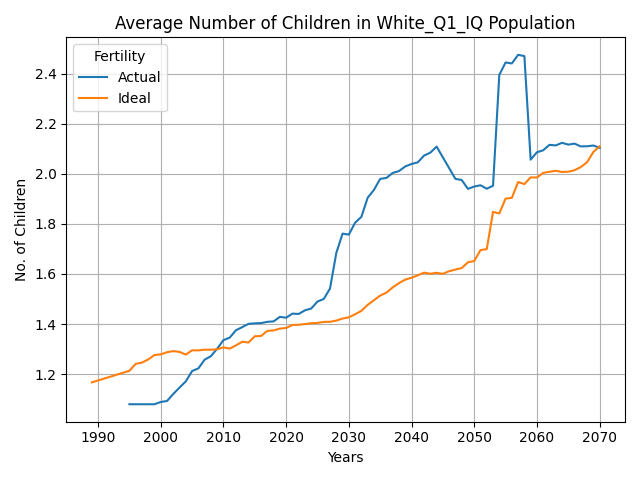 Average Number of Children in White_Q1_IQ Population
Fertility
Actual
Ideal
No. of Children
2.4
2.2
2.0
1.8
1.6
1.4
1.2
1990 2000 2010 2020 2030 2040 2050 2060 2070
Years